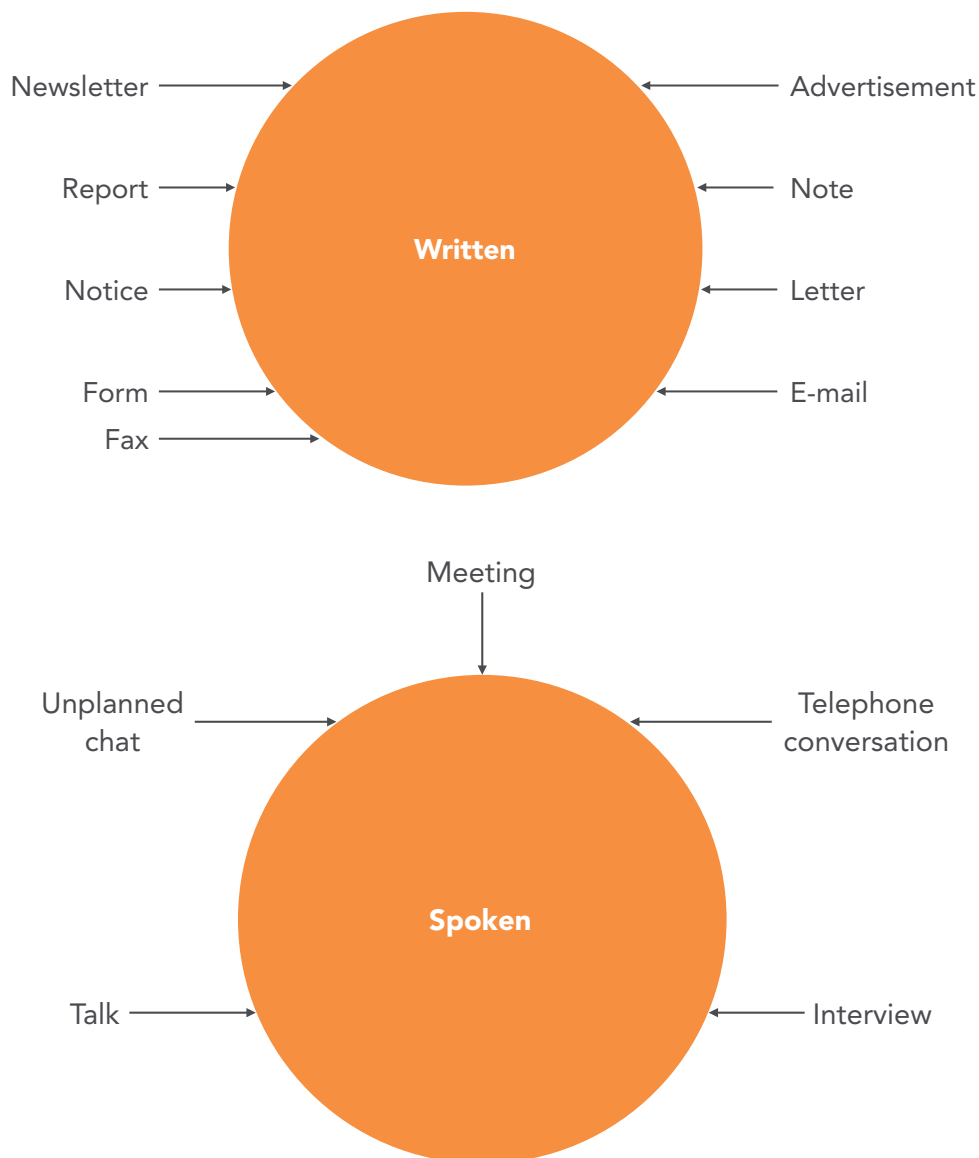 Newsletter
Advertisement
Report
Note
Written
Notice
Letter
Form
E-mail
Fax
Meeting
Unplanned
chat
Telephone
conversation
Spoken
Talk
Interview